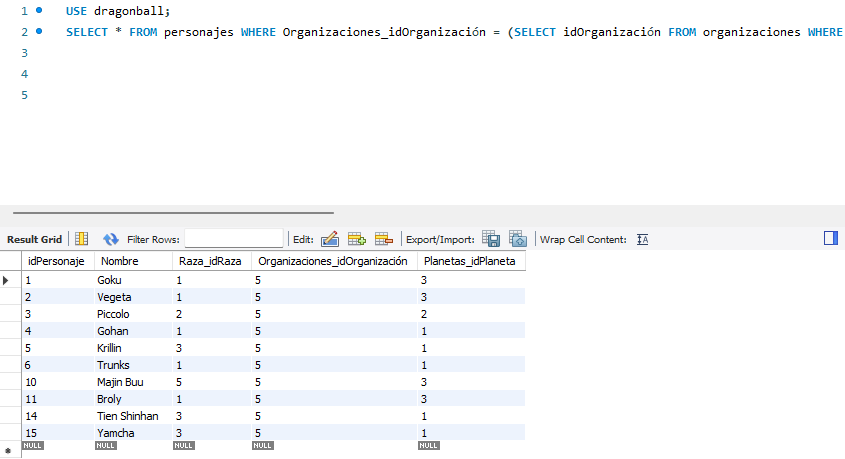 1 USE dragonball;
2 SELECT * FROM personajes WHERE Organizaciones_idOrganización = (SELECT idOrganización FROM organizaciones WHERE
3
4
5
Result Grid Filter Rows: Edit: Export/Import: Wrap Cell Content:
idPersonaje Nombre Raza_idRaza Organizaciones_idOrganización Planetas_idPlaneta
1 Goku 1 5 3
2 Vegeta 1 5 3
3 Piccolo 2 5 2
4 Gohan 1 5 1
5 Krillin 3 5 1
6 Trunks 1 5 1
10 Majin Buu 5 5 3
11 Broly 1 5 3
14 Tien Shinhan 3 5 1
15 Yamcha 3 5 1
NULL NULL NULL NULL NULL